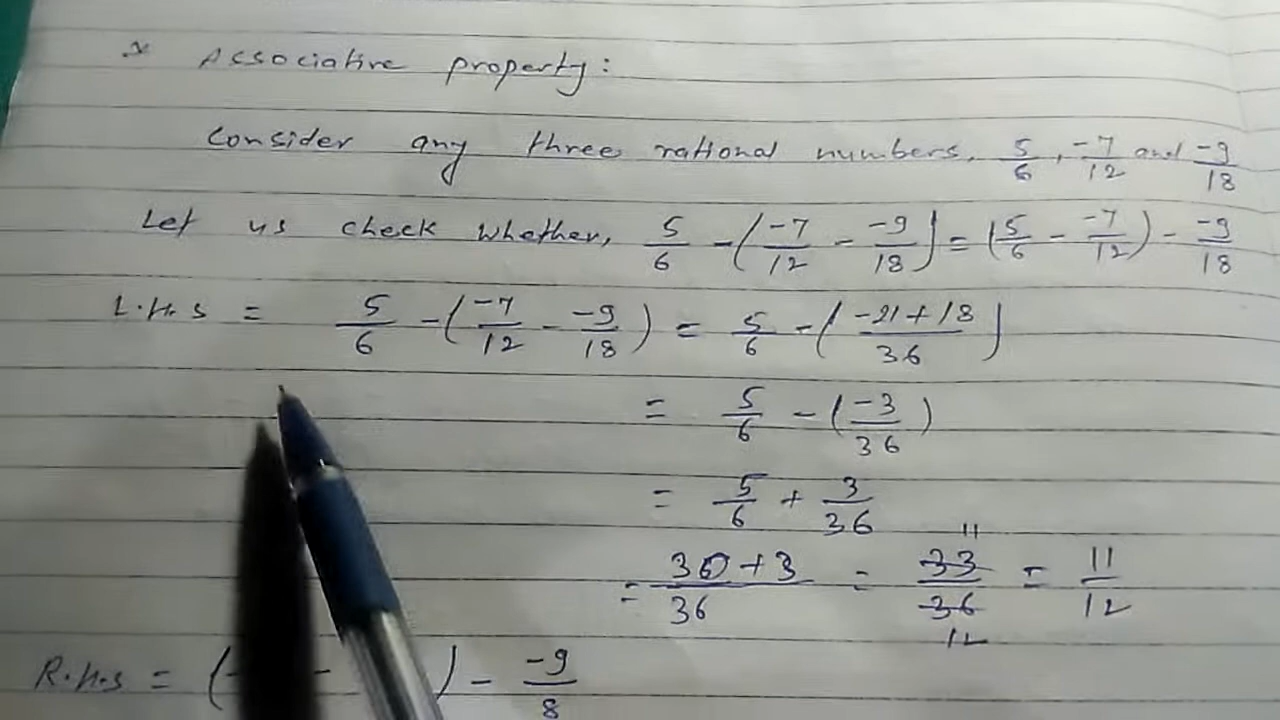 * Associative property:
Consider any three rational numbers, 5/6, -7/12 and -9/18
Let us check whether, 5/6 - (-7/12 - -9/18) = (5/6 - -7/12) - -9/18
L.H.S = 5/6 - (-7/12 - -9/18) = 5/6 - (-21+18/36)
= 5/6 - (-3/36)
= 5/6 + 3/36
= 30+3/36 = 33/36 = 11/12
R.H.S = ( - ) - -9/8